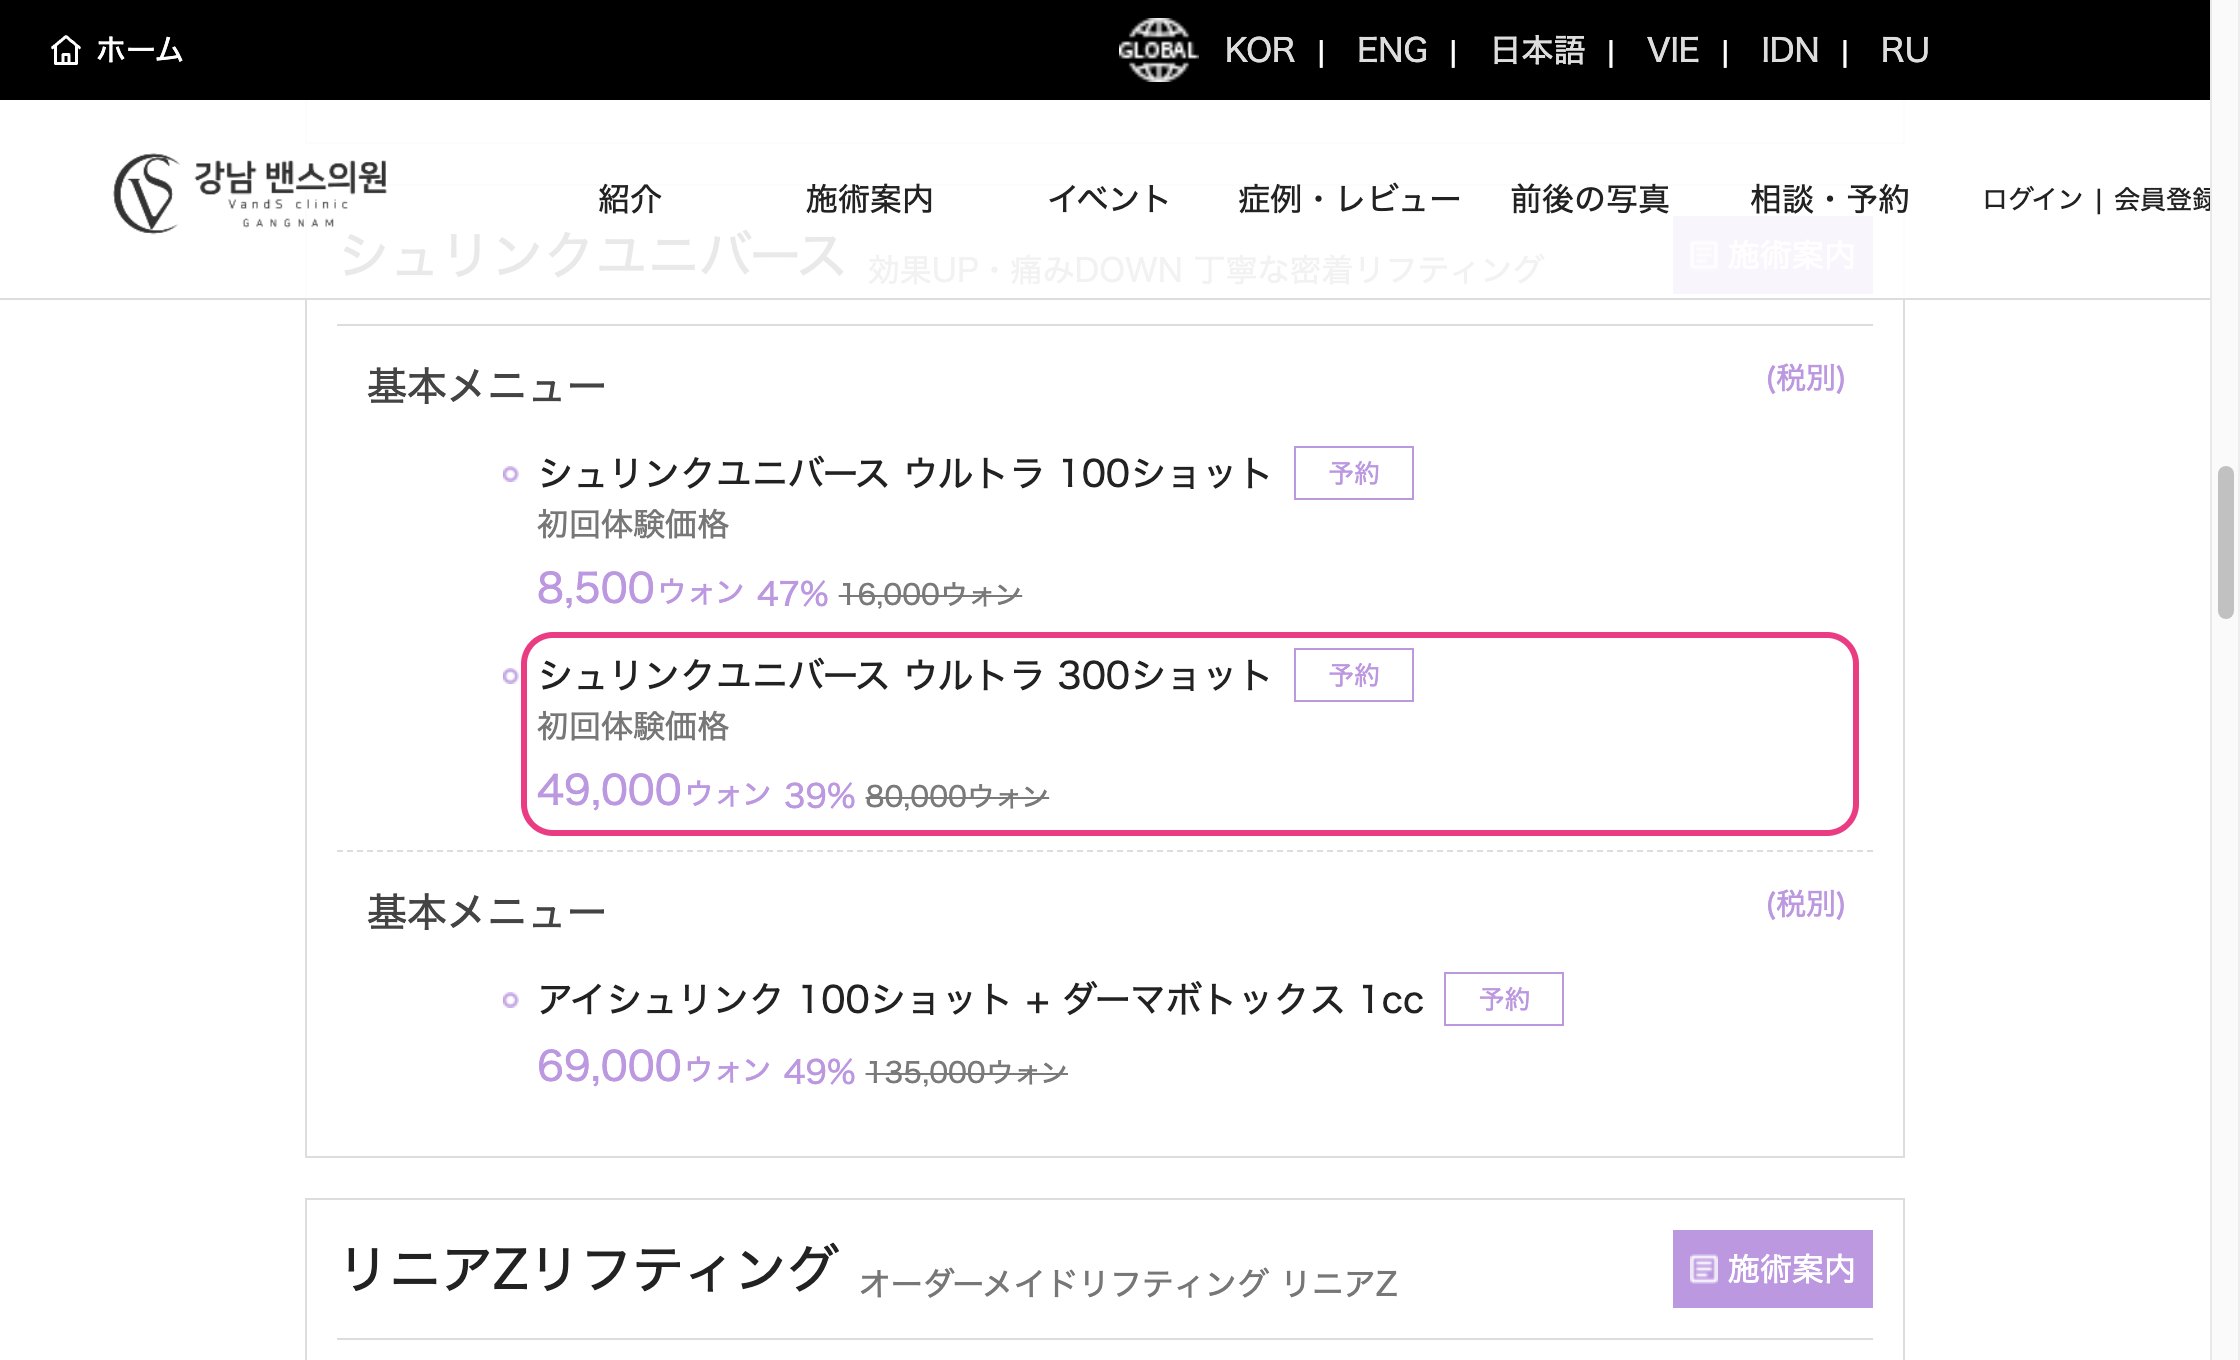 ホーム
GLOBAL KOR | ENG | 日本語 | VIE | IDN | RU
강남 밴스의원
VandS clinic
GANGNAM
紹介 施術案内 イベント 症例・レビュー 前後の写真 相談・予約 ログイン | 会員登録
シュリンクユニバース 効果UP・痛みDOWN 丁寧な密着リフティング 施術案内
基本メニュー (税別)
シュリンクユニバース ウルトラ 100ショット 予約
初回体験価格
8,500ウォン 47% 16,000ウォン
シュリンクユニバース ウルトラ 300ショット 予約
初回体験価格
49,000ウォン 39% 80,000ウォン
基本メニュー (税別)
アイシュリンク 100ショット + ダーマボトックス 1cc 予約
69,000ウォン 49% 135,000ウォン
リニアZリフティング オーダーメイドリフティング リニアZ 施術案内